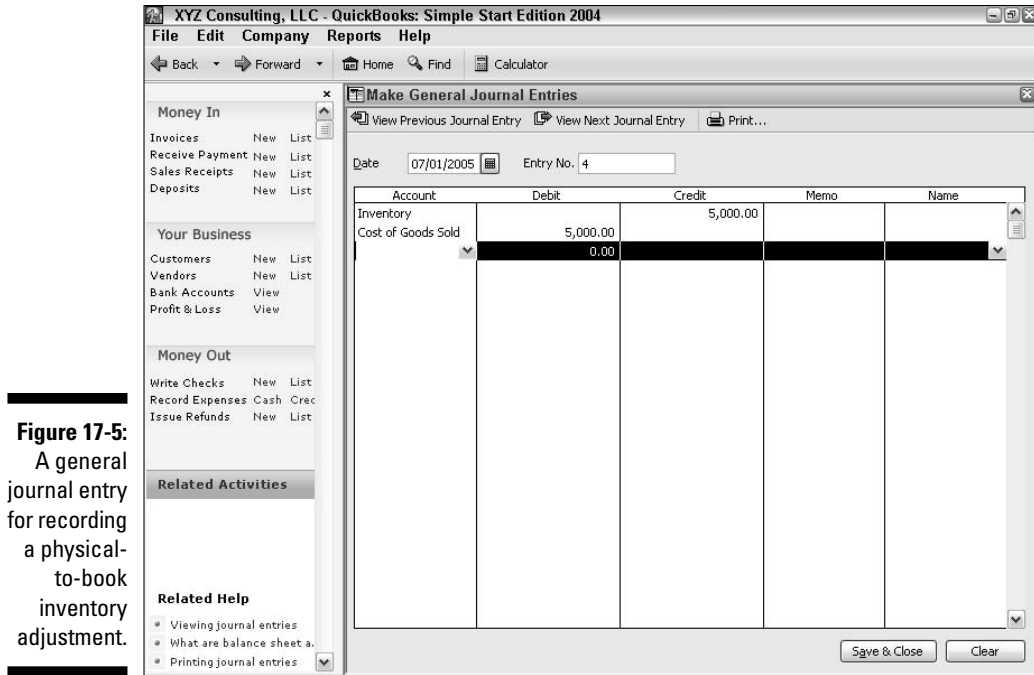 XYZ Consulting, LLC - QuickBooks: Simple Start Edition 2004
File Edit Company Reports Help
Back Forward Home Find Calculator
Money In
Invoices New List
Receive Payment New List
Sales Receipts New List
Deposits New List
Your Business
Customers New List
Vendors New List
Bank Accounts View
Profit & Loss View
Money Out
Write Checks New List
Record Expenses Cash Crec
Issue Refunds New List
Related Activities
Related Help
Viewing journal entries
What are balance sheet a.
Printing journal entries
Make General Journal Entries
View Previous Journal Entry View Next Journal Entry Print...
Date 07/01/2005 Entry No. 4
Account Debit Credit Memo Name
Inventory 5,000.00
Cost of Goods Sold 5,000.00
0.00
Save & Close Clear
Figure 17-5:
A general
journal entry
for recording
a physical-
to-book
inventory
adjustment.